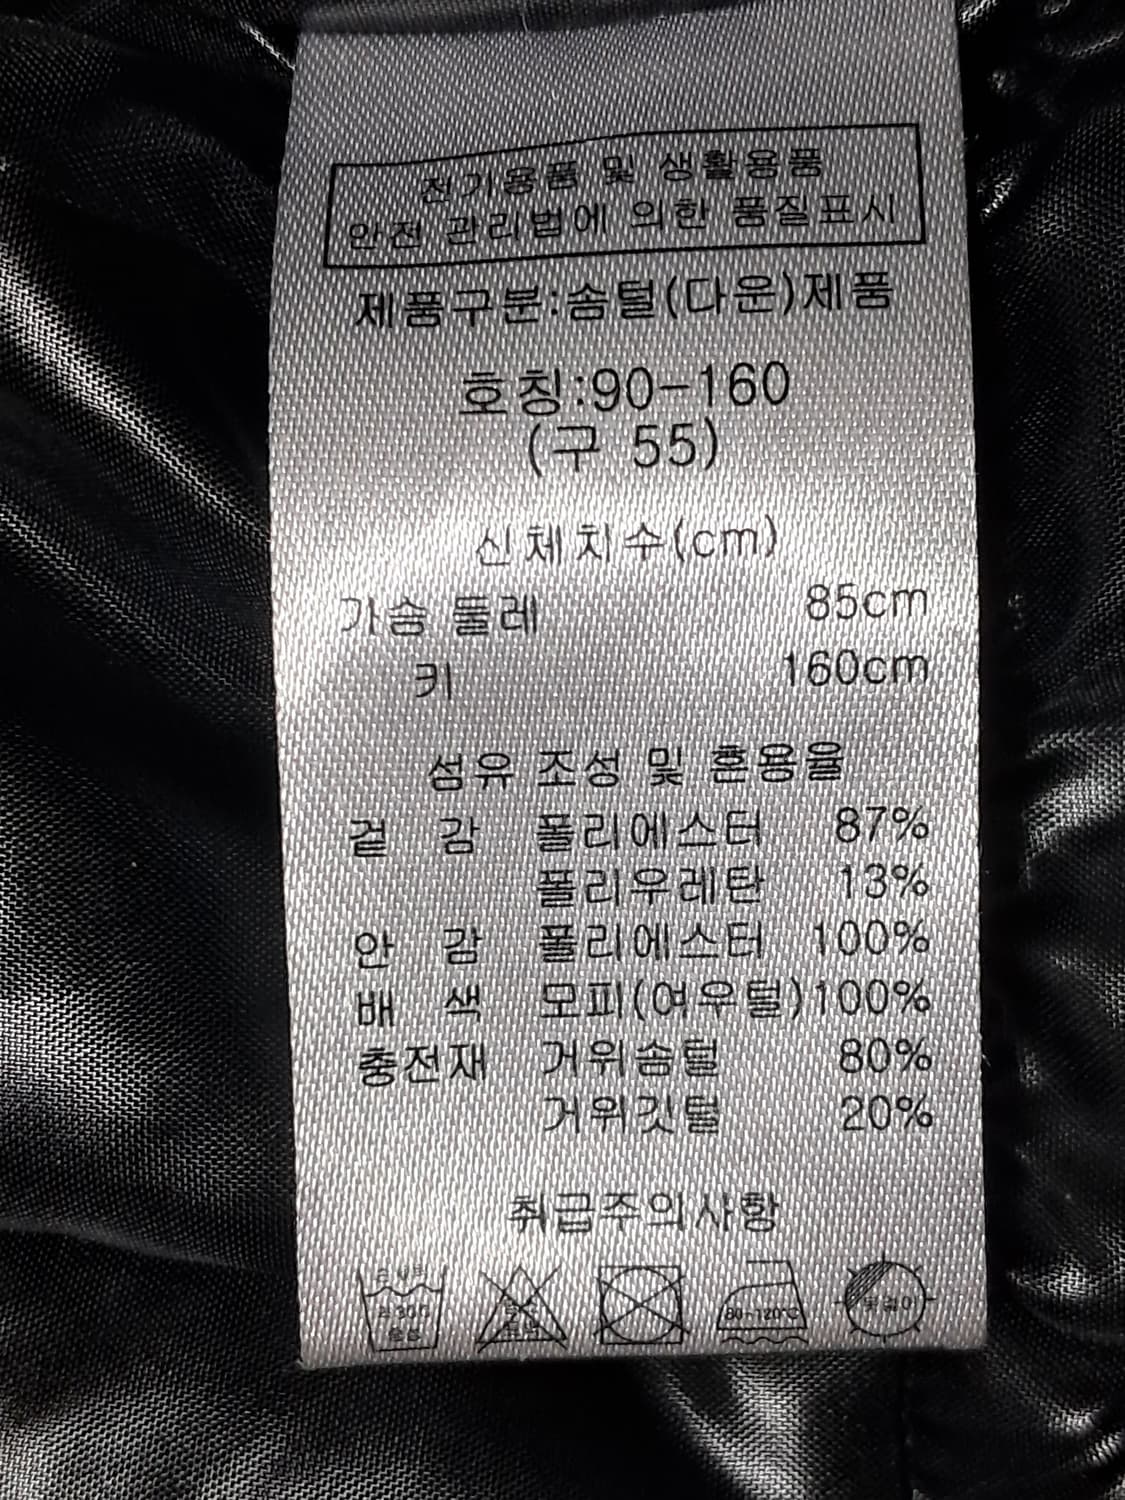 전기용품 및 생활용품
안전 관리법에 의한 품질표시
제품구분:솜털(다운)제품
호칭:90-160
(구 55)
신체치수(cm)
가슴 둘레 85cm
키 160cm
섬유 조성 및 혼용율
겉 감 폴리에스터 87%
폴리우레탄 13%
안 감 폴리에스터 100%
배 색 모피(여우털)100%
충전재 거위솜털 80%
거위깃털 20%
취급주의사항
80~120℃